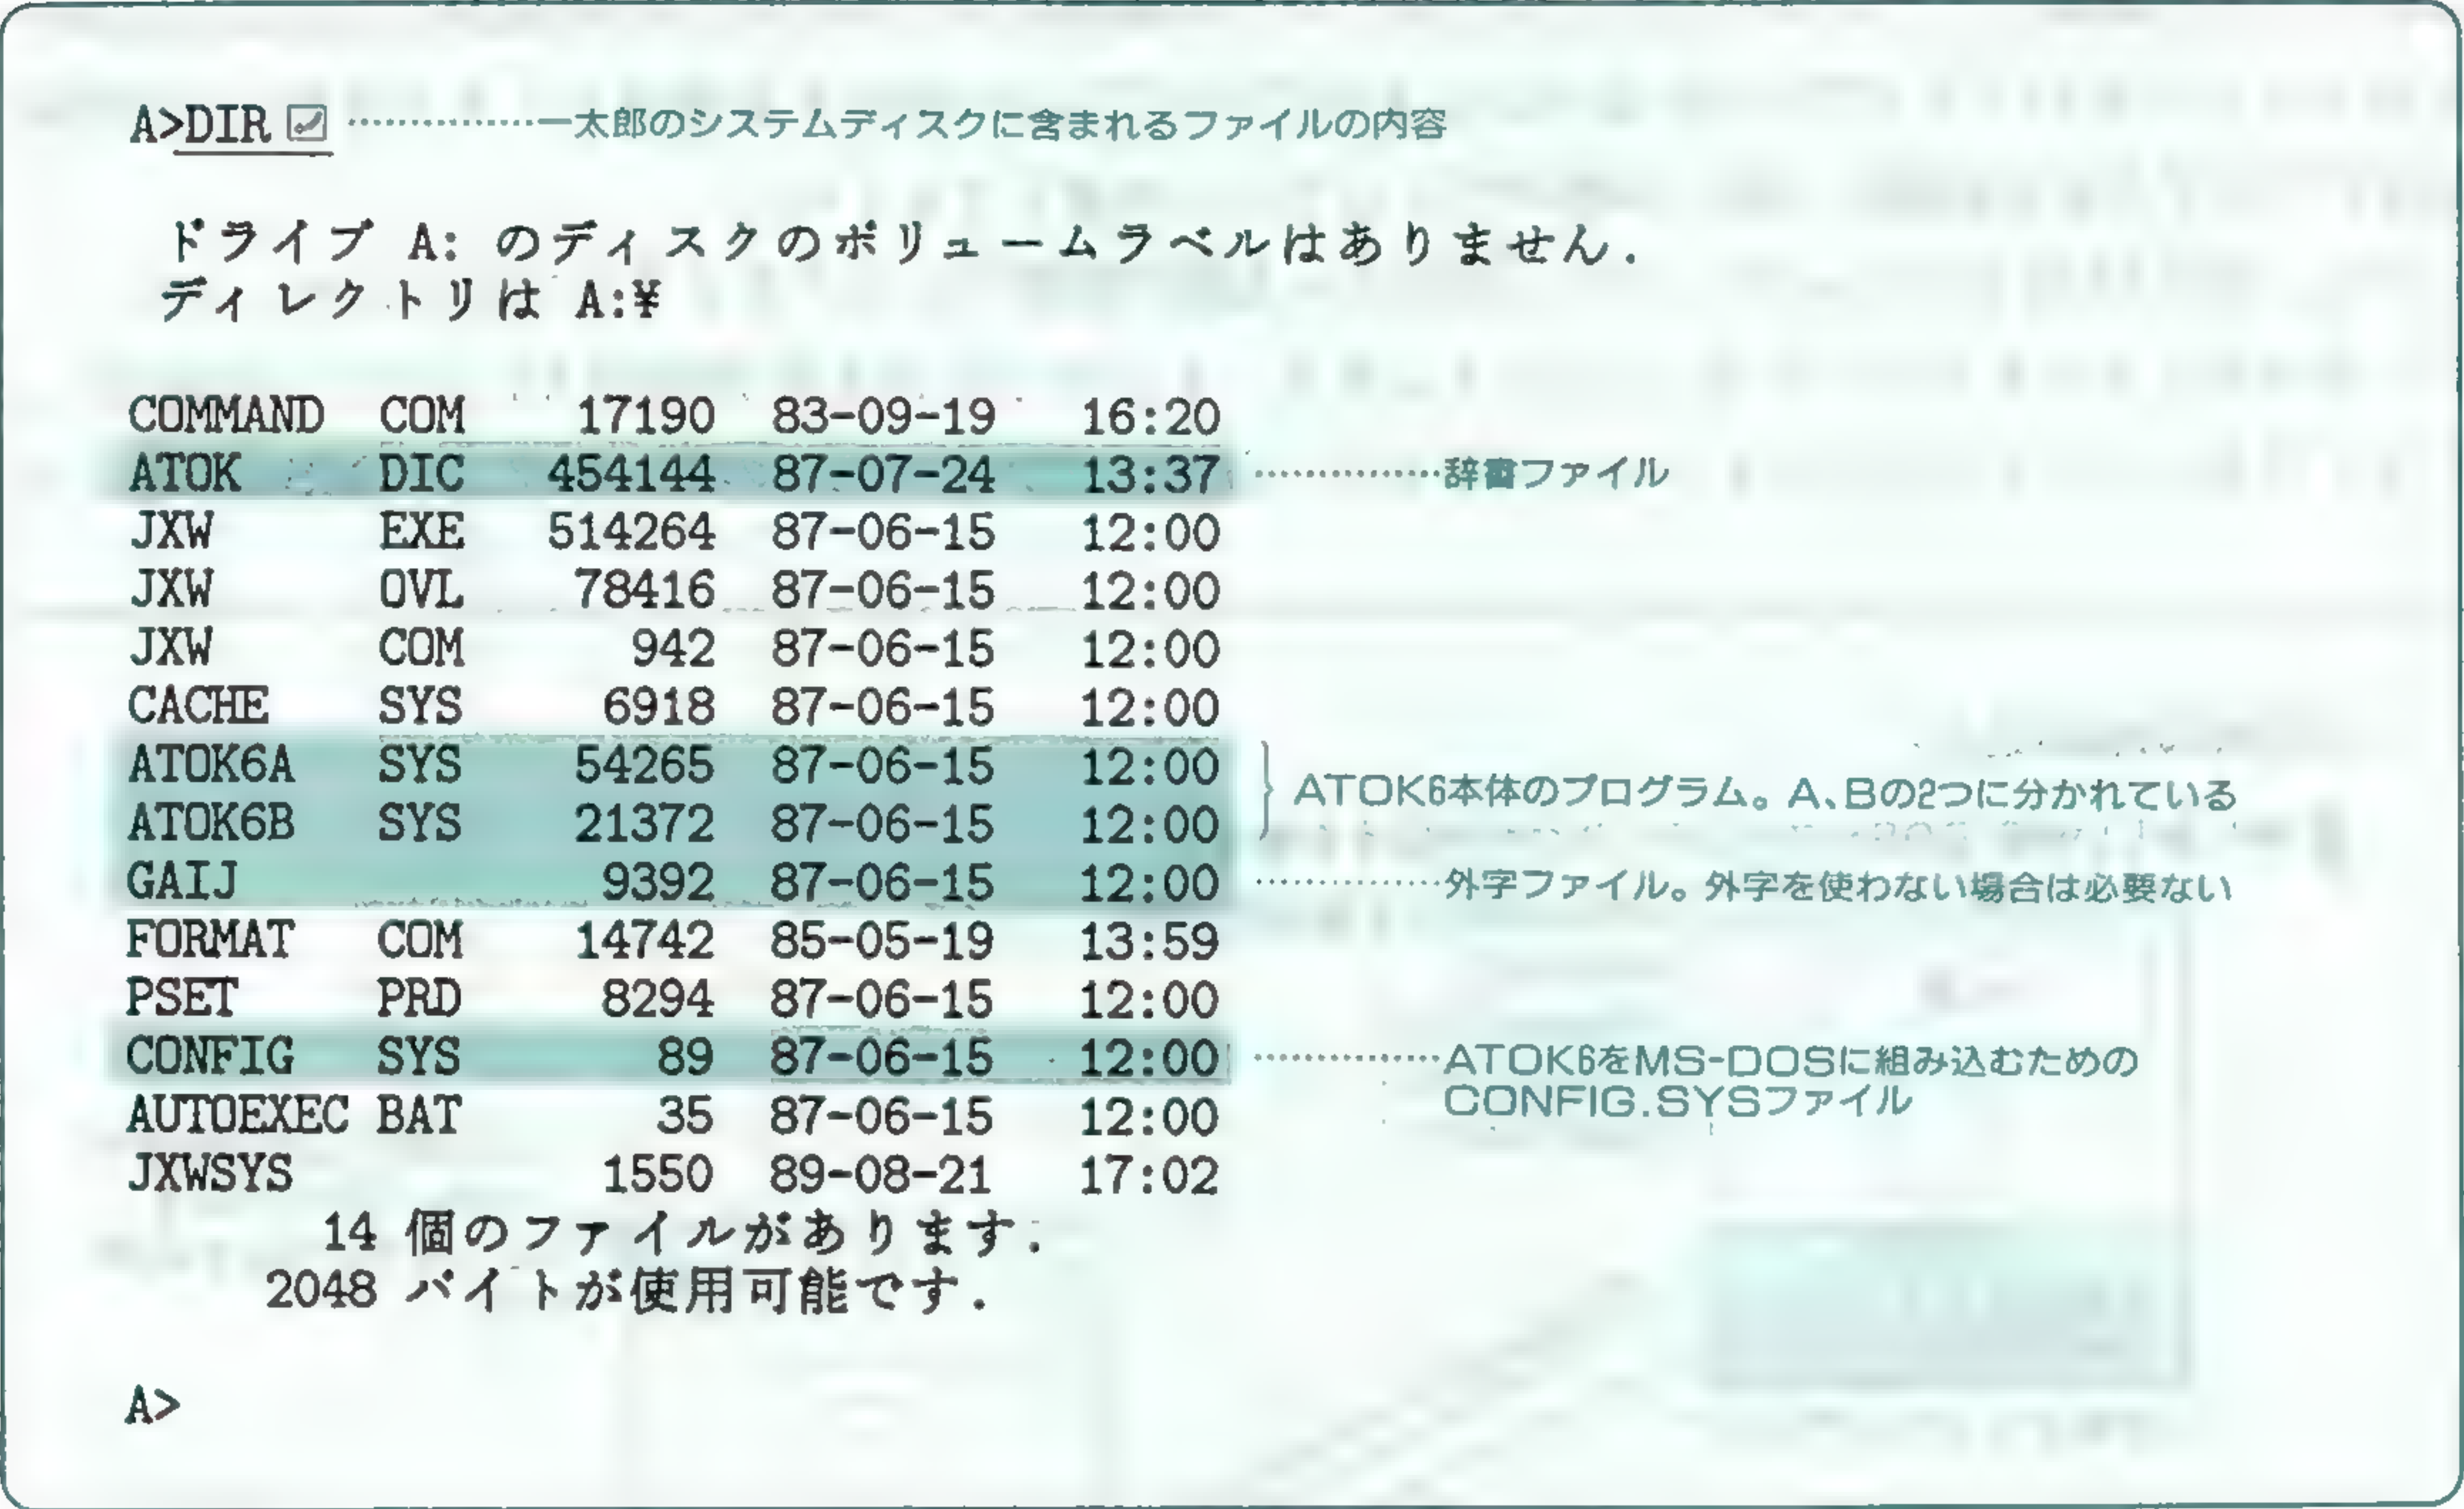 A>DIR ……………一太郎のシステムディスクに含まれるファイルの内容
ドライブ A: のディスクのボリュームラベルはありません.
ディレクトリは A:¥
COMMAND COM 17190 83-09-19 16:20
ATOK DIC 454144 87-07-24 13:37 ……………辞書ファイル
JXW EXE 514264 87-06-15 12:00
JXW OVL 78416 87-06-15 12:00
JXW COM 942 87-06-15 12:00
CACHE SYS 6918 87-06-15 12:00
ATOK6A SYS 54265 87-06-15 12:00
ATOK6B SYS 21372 87-06-15 12:00
ATOK6本体のプログラム。A、Bの2つに分かれている
GAIJ 9392 87-06-15 12:00 ……………外字ファイル。外字を使わない場合は必要ない
FORMAT COM 14742 85-05-19 13:59
PSET PRD 8294 87-06-15 12:00
CONFIG SYS 89 87-06-15 12:00 ……………ATOK6をMS-DOSに組み込むための
CONFIG.SYSファイル
AUTOEXEC BAT 35 87-06-15 12:00
JXWSYS 1550 89-08-21 17:02
14 個のファイルがあります.
2048 バイトが使用可能です.
A>